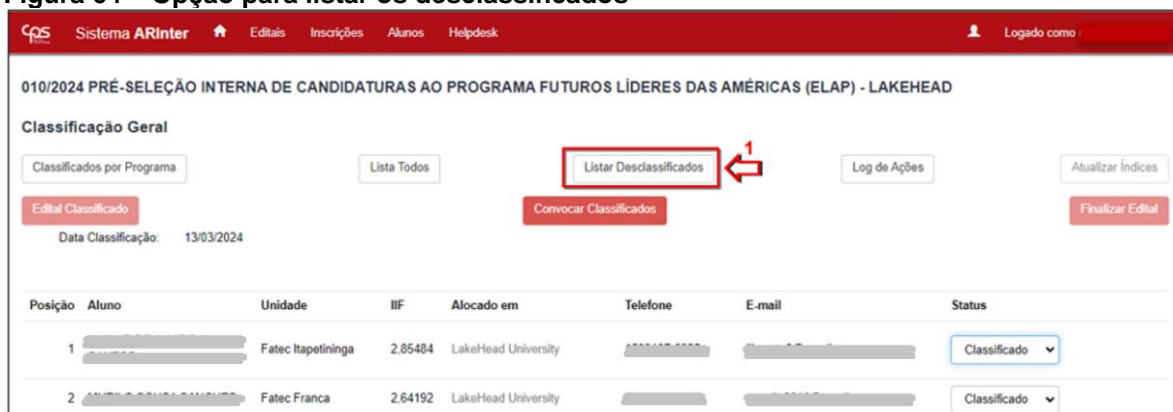 Figura 61 – Opção para listar os desclassificados
cps Sistema ARInter Editais Inscrições Alunos Helpdesk Logado como
010/2024 PRÉ-SELEÇÃO INTERNA DE CANDIDATURAS AO PROGRAMA FUTUROS LÍDERES DAS AMÉRICAS (ELAP) - LAKEHEAD
Classificação Geral
1
Classificados por Programa Lista Todos Listar Desclassificados Log de Ações Atualizar Índices
Edital Classificado Convocar Classificados Finalizar Edital
Data Classificação: 13/03/2024
Posição Aluno Unidade IIF Alocado em Telefone E-mail Status
1 Fatec Itapetininga 2,85484 LakeHead University Classificado
2 Fatec Franca 2,64192 LakeHead University Classificado